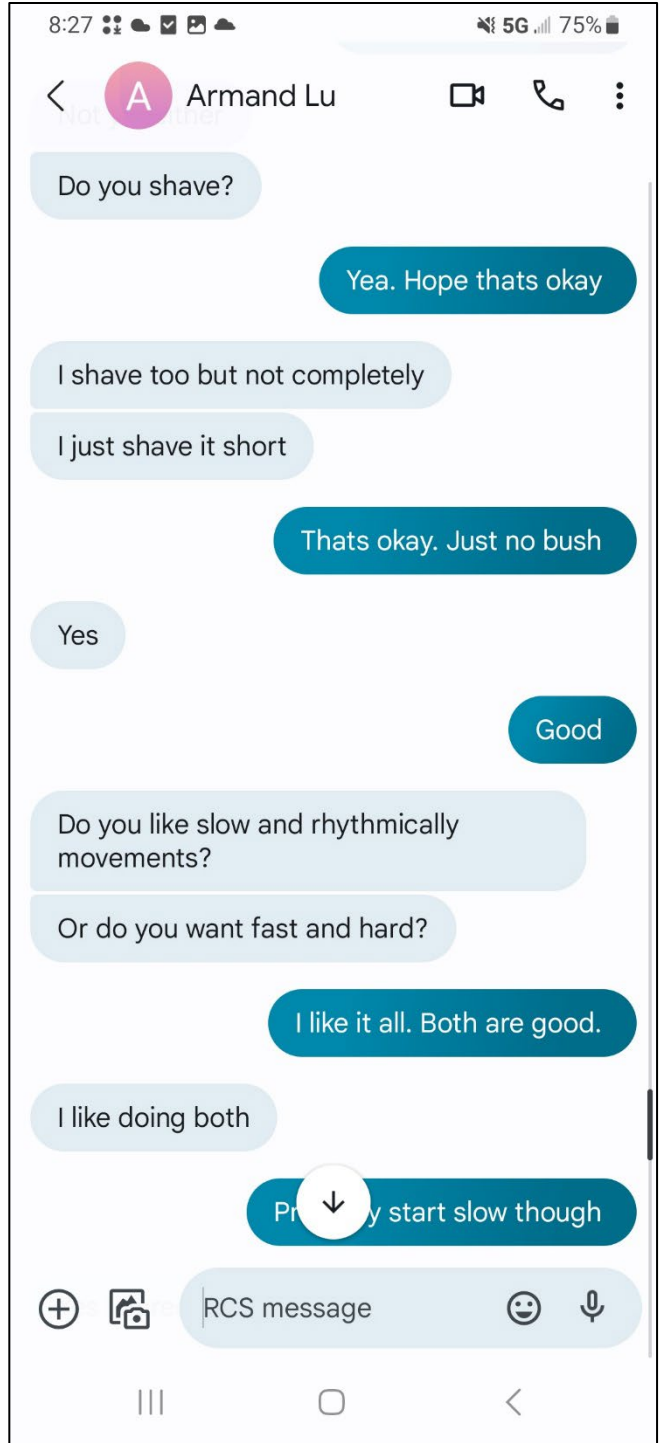 8:27
5G 75%
A Armand Lu
Do you shave?
Yea. Hope thats okay
I shave too but not completely
I just shave it short
Thats okay. Just no bush
Yes
Good
Do you like slow and rhythmically
movements?
Or do you want fast and hard?
I like it all. Both are good.
I like doing both
start slow though
RCS message